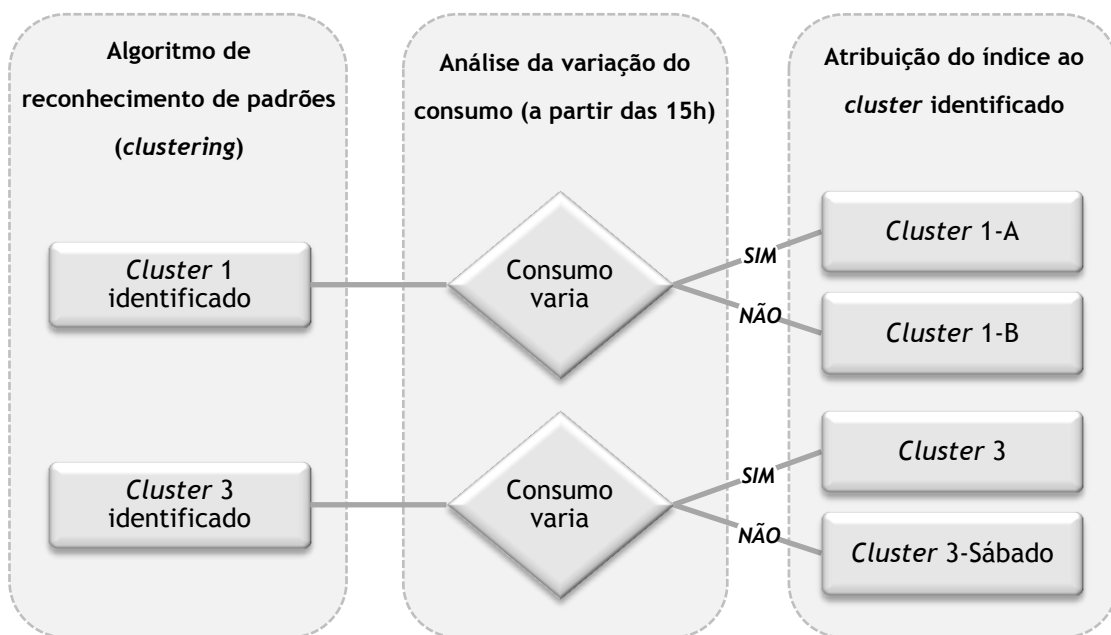 Algoritmo de
reconhecimento de padrões
(clustering)
Análise da variação do
consumo (a partir das 15h)
Atribuição do índice ao
cluster identificado
Cluster 1
identificado
Consumo
varia
SIM
NÃO
Cluster 1-A
Cluster 1-B
Cluster 3
identificado
Consumo
varia
SIM
NÃO
Cluster 3
Cluster 3-Sábado